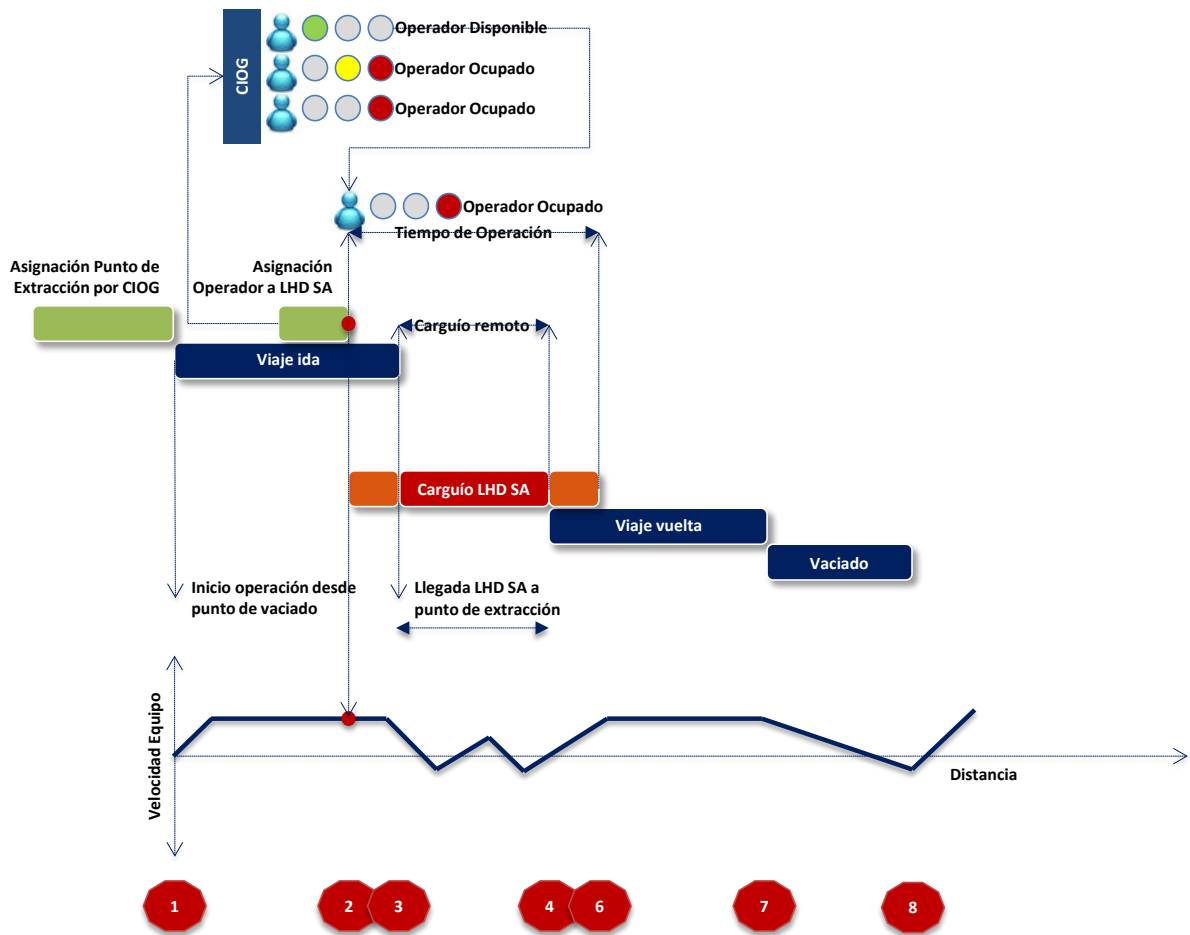 CIOG
Operador Disponible
Operador Ocupado
Operador Ocupado
Operador Ocupado
Tiempo de Operación
Asignación Punto de
Extracción por CIOG
Asignación
Operador a LHD SA
Carguío remoto
Viaje ida
Carguío LHD SA
Viaje vuelta
Vaciado
Inicio operación desde
punto de vaciado
Llegada LHD SA a
punto de extracción
Velocidad Equipo
Distancia
1
2
3
4
6
7
8